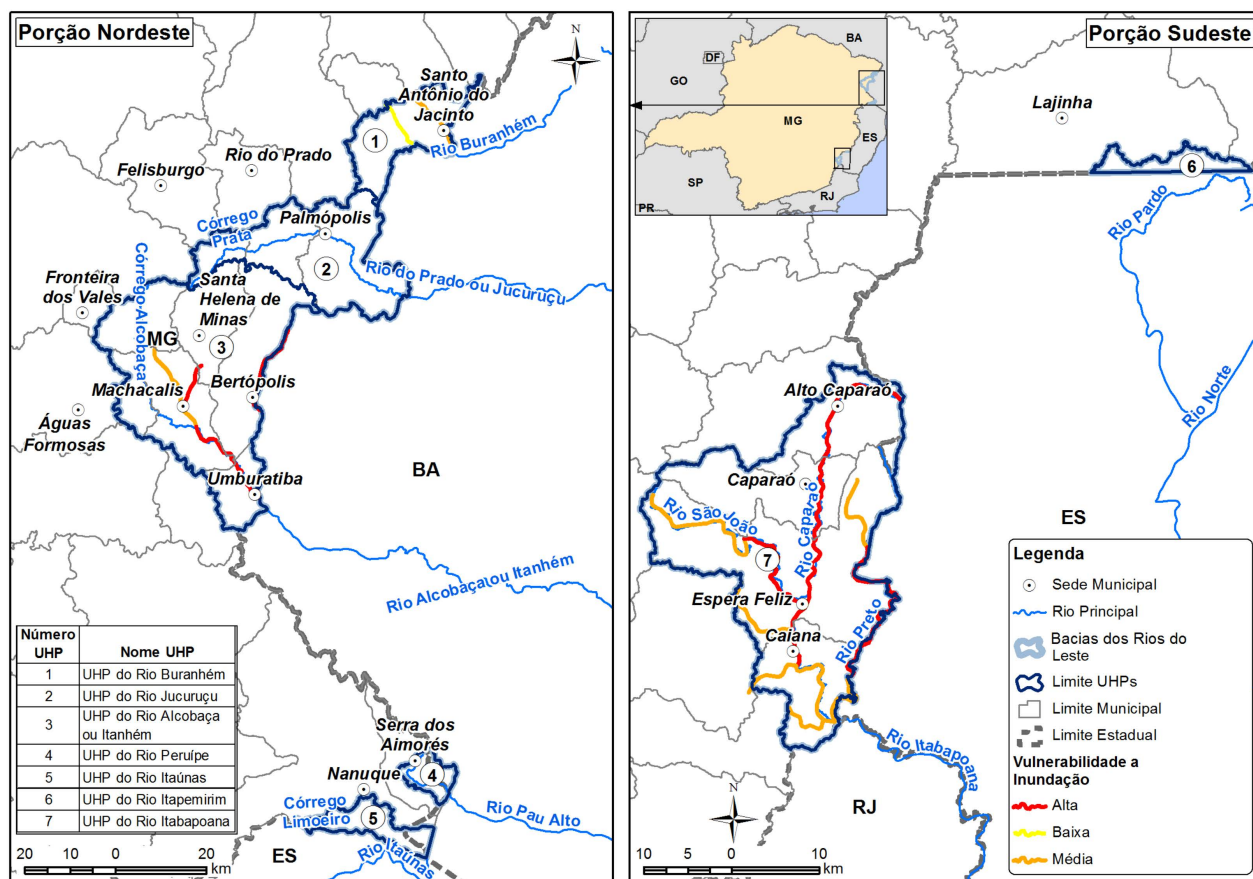 Porção Nordeste
N
Santo
Antônio do
Jacinto
1
Rio Buranhém
Rio do Prado
Felisburgo
Palmópolis
Córrego
Prata
2
Rio do Prado ou Jucuruçu
Córrego Alcobaça
Santa
Helena de
Minas
Fronteira
dos Vales
MG
3
Machacalis
Bertópolis
Águas
Formosas
Umburatiba
BA
Rio Alcobaça ou Itanhém
Número
UHP
Nome UHP
1 UHP do Rio Buranhém
2 UHP do Rio Jucuruçu
3 UHP do Rio Alcobaça
ou Itanhém
4 UHP do Rio Peruípe
5 UHP do Rio Itaúnas
6 UHP do Rio Itapemirim
7 UHP do Rio Itabapoana
Serra dos
Aimorés
4
Nanuque
Córrego
Limoeiro
5
Rio Pau Alto
Rio Itaúnas
ES
20 10 0 20
km
Porção Sudeste
BA
DF
GO
MG
ES
SP
RJ
PR
Lajinha
6
Rio Pardo
Rio Norte
Alto Caparaó
Caparaó
Rio São João
Rio Caparaó
7
Espera Feliz
Caiana
Rio Preto
ES
Rio Itabapoana
RJ
N
10 5 0 10
km
Legenda
Sede Municipal
Rio Principal
Bacias dos Rios do
Leste
Limite UHPs
Limite Municipal
Limite Estadual
Vulnerabilidade a
Inundação
Alta
Baixa
Média